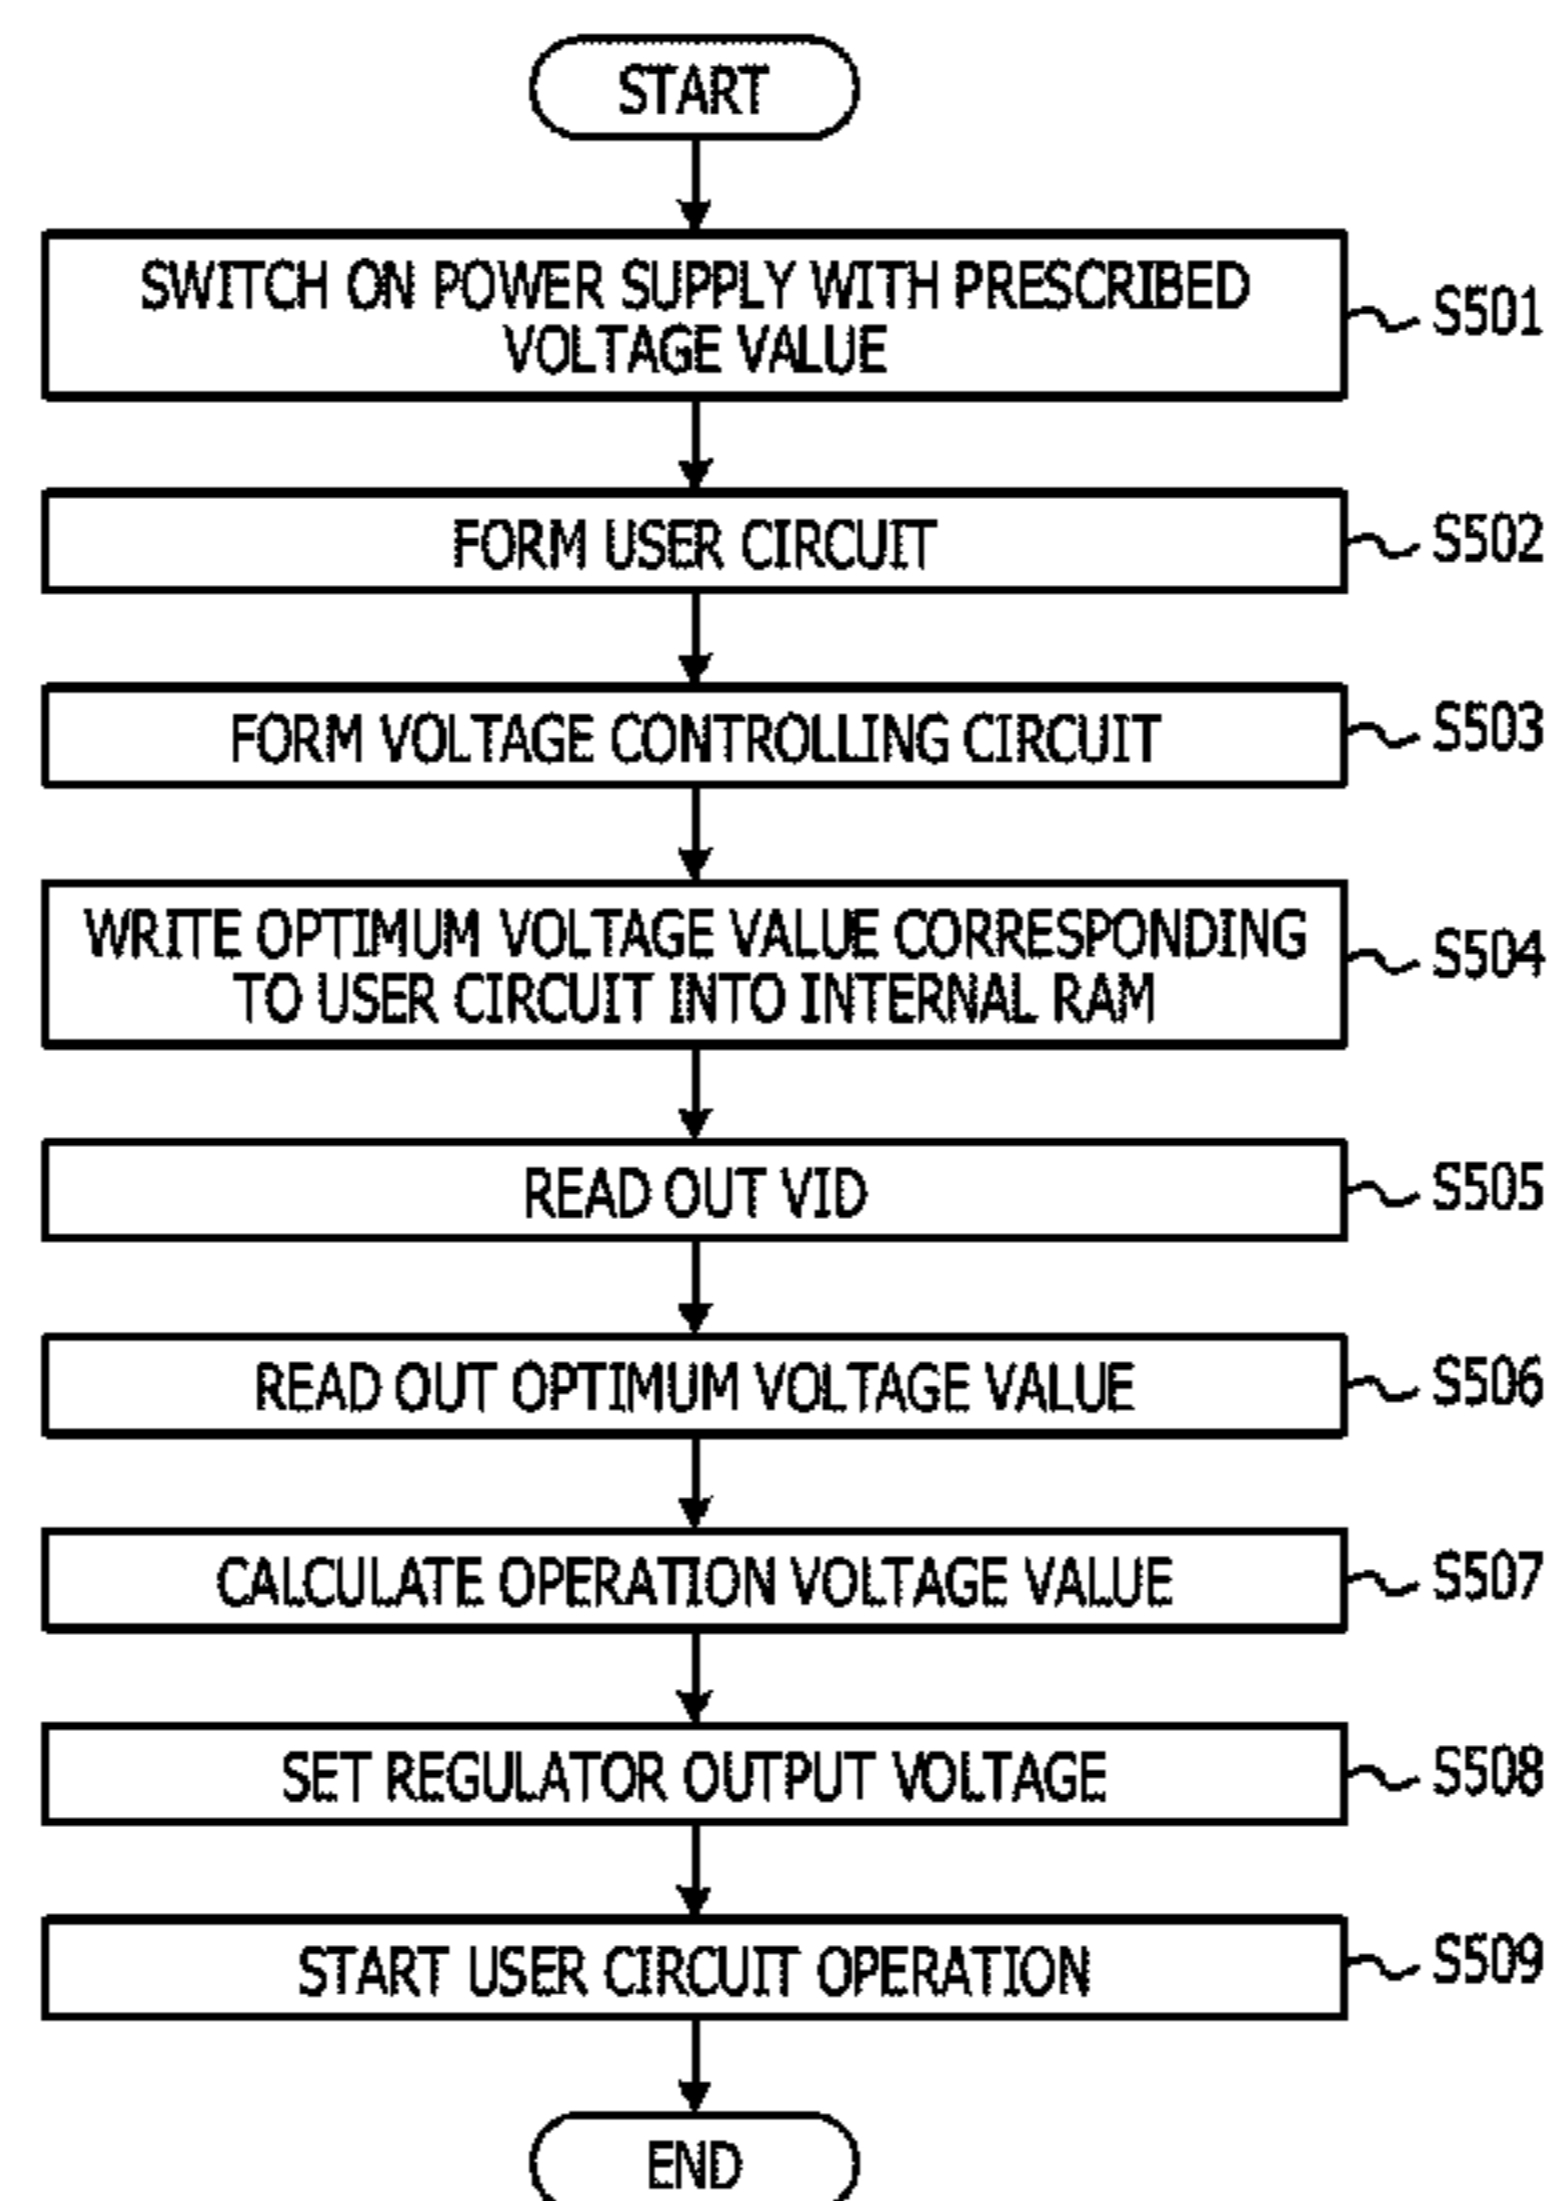 START
SWITCH ON POWER SUPPLY WITH PRESCRIBED
VOLTAGE VALUE
S501
FORM USER CIRCUIT
S502
FORM VOLTAGE CONTROLLING CIRCUIT
S503
WRITE OPTIMUM VOLTAGE VALUE CORRESPONDING
TO USER CIRCUIT INTO INTERNAL RAM
S504
READ OUT VID
S505
READ OUT OPTIMUM VOLTAGE VALUE
S506
CALCULATE OPERATION VOLTAGE VALUE
S507
SET REGULATOR OUTPUT VOLTAGE
S508
START USER CIRCUIT OPERATION
S509
END